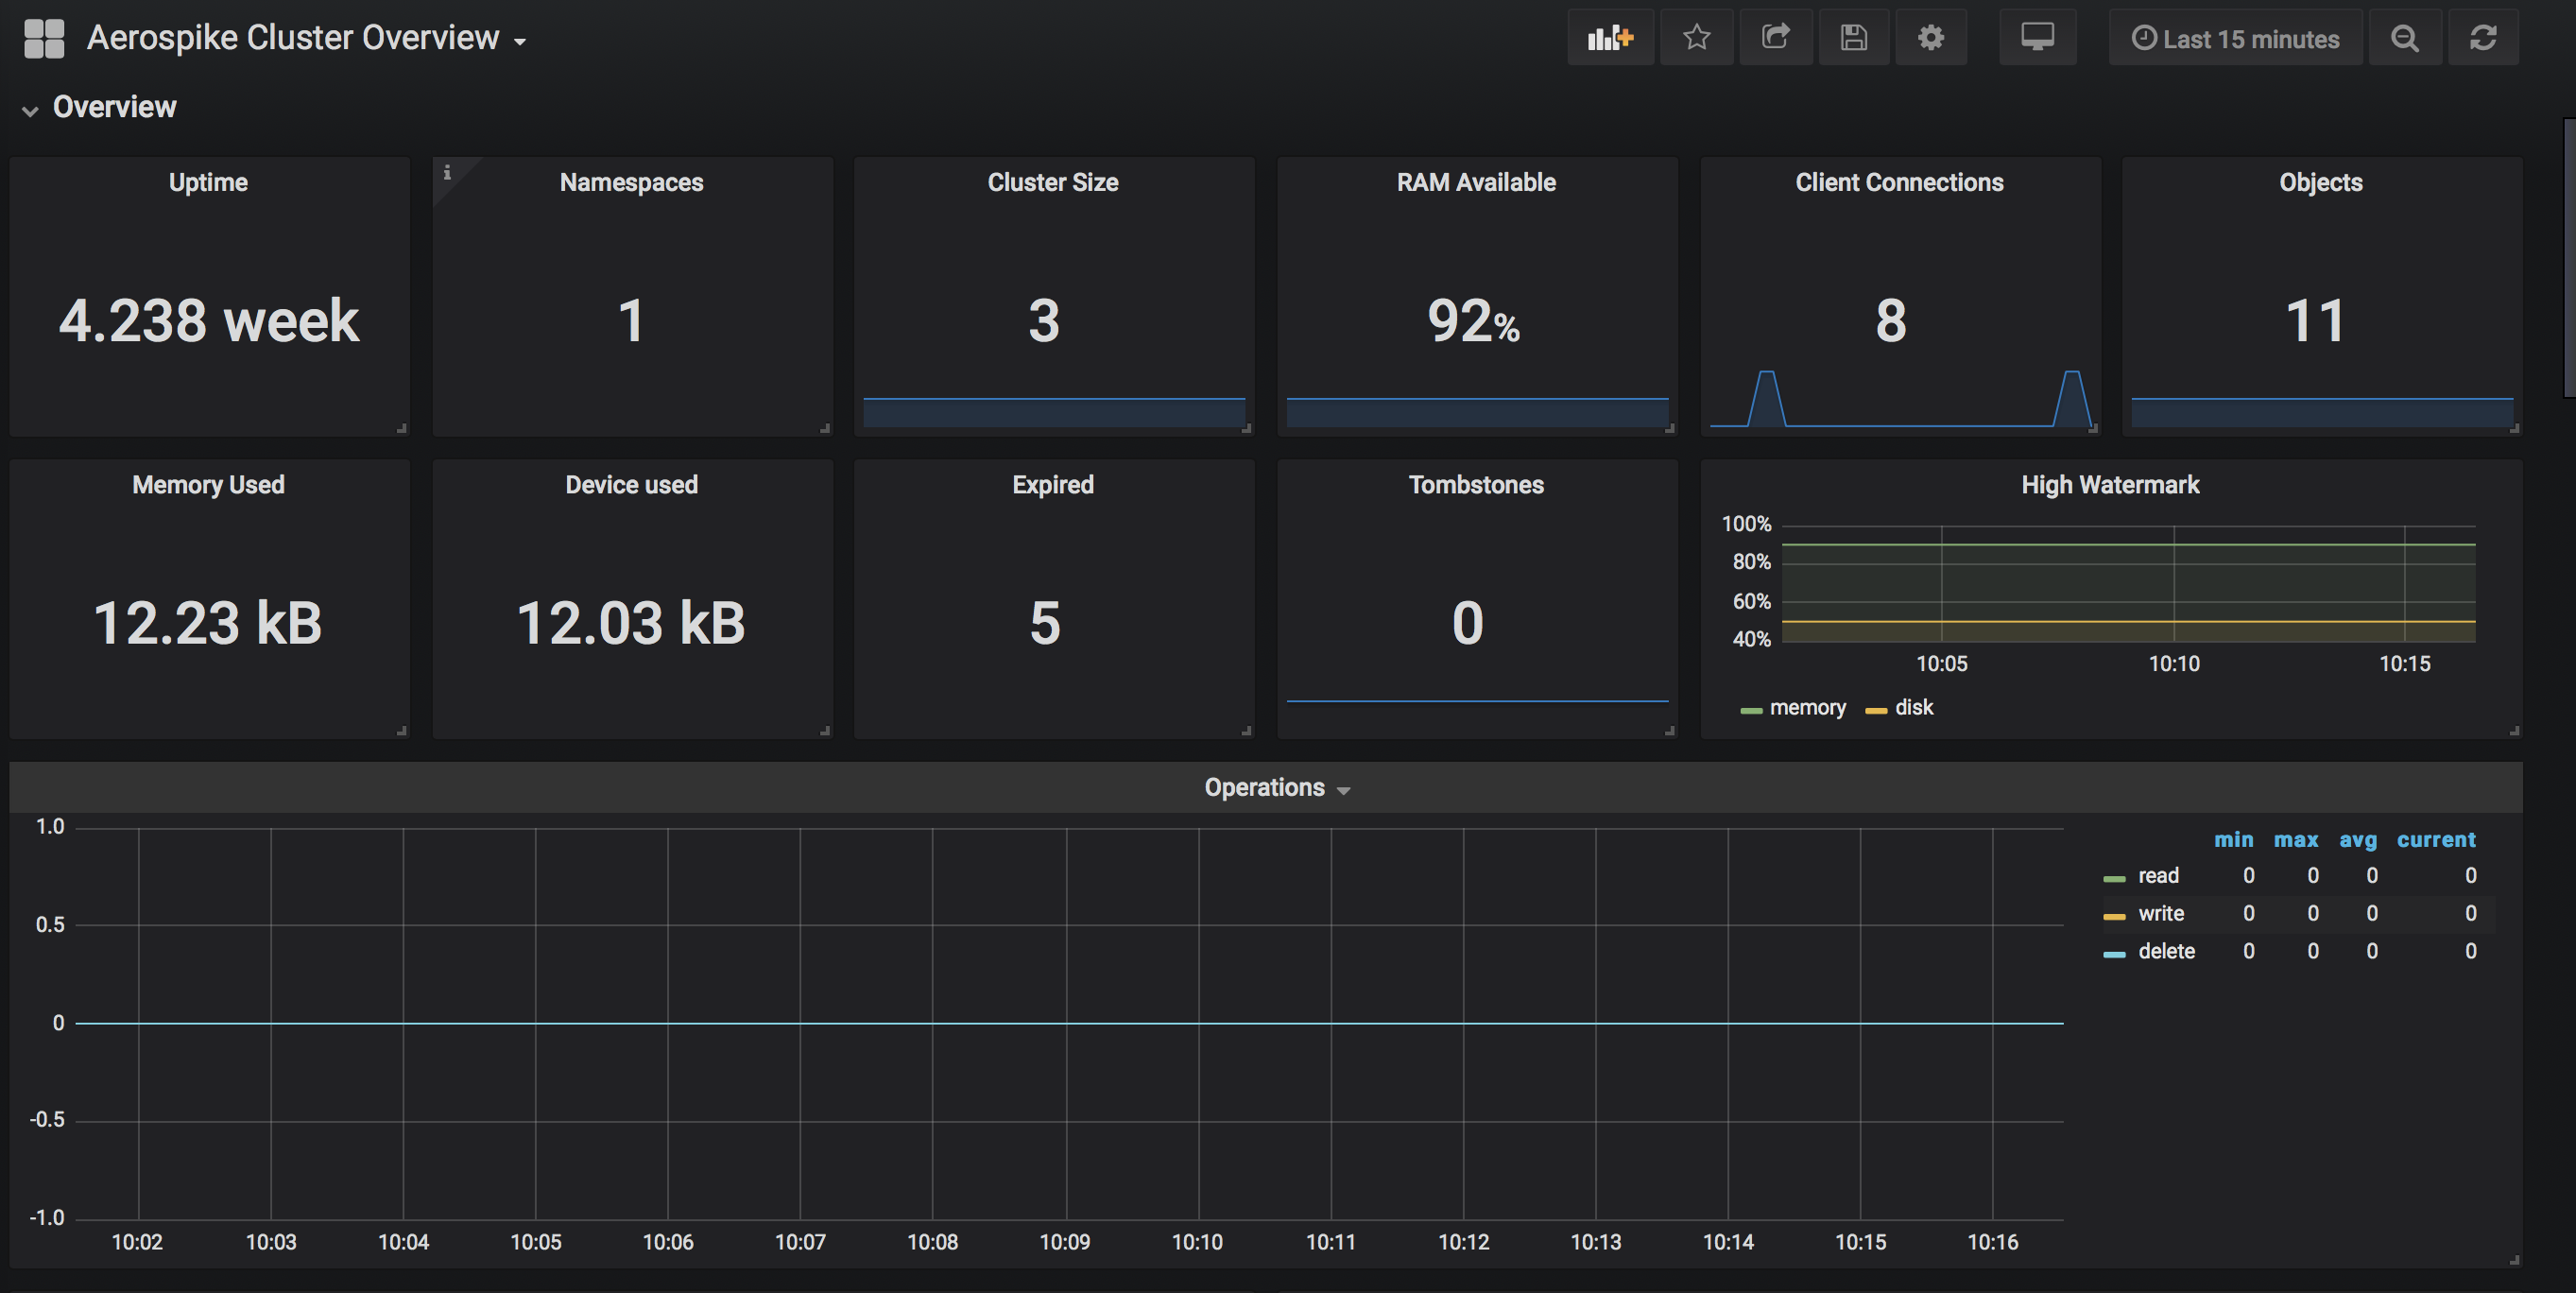 Aerospike Cluster Overview
Last 15 minutes
Overview
Uptime
4.238 week
i
Namespaces
1
Cluster Size
3
RAM Available
92%
Client Connections
8
Objects
11
Memory Used
12.23 kB
Device used
12.03 kB
Expired
5
Tombstones
0
High Watermark
100%
80%
60%
40%
10:05 10:10 10:15
memory disk
Operations
1.0
0.5
0
-0.5
-1.0
10:02 10:03 10:04 10:05 10:06 10:07 10:08 10:09 10:10 10:11 10:12 10:13 10:14 10:15 10:16
min max avg current
read 0 0 0 0
write 0 0 0 0
delete 0 0 0 0